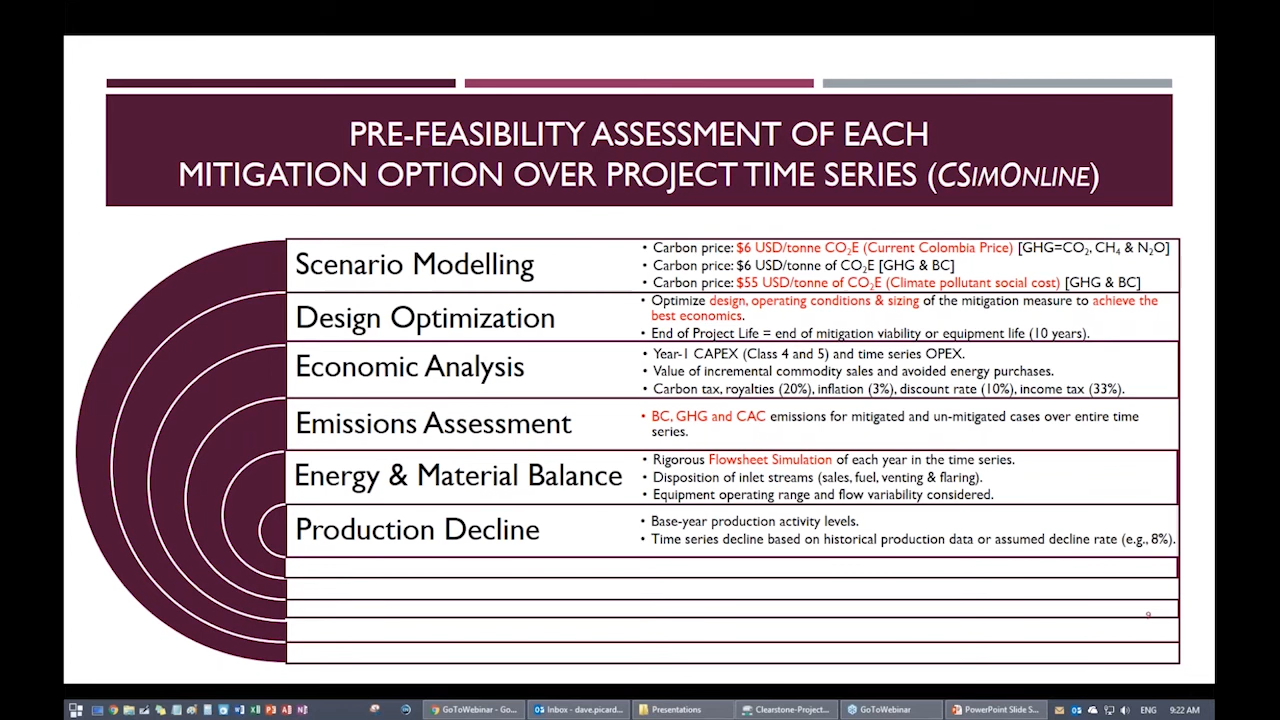 PRE-FEASIBILITY ASSESSMENT OF EACH
MITIGATION OPTION OVER PROJECT TIME SERIES (CSIMONLINE)
Scenario Modelling
• Carbon price: $6 USD/tonne CO₂E (Current Colombia Price) [GHG=CO₂, CH₄ & N₂O]
• Carbon price: $6 USD/tonne of CO₂E [GHG & BC]
• Carbon price: $55 USD/tonne of CO₂E (Climate pollutant social cost) [GHG & BC]
Design Optimization
• Optimize design, operating conditions & sizing of the mitigation measure to achieve the
best economics.
• End of Project Life = end of mitigation viability or equipment life (10 years).
Economic Analysis
• Year-1 CAPEX (Class 4 and 5) and time series OPEX.
• Value of incremental commodity sales and avoided energy purchases.
• Carbon tax, royalties (20%), inflation (3%), discount rate (10%), income tax (33%).
Emissions Assessment
• BC, GHG and CAC emissions for mitigated and un-mitigated cases over entire time
series.
Energy & Material Balance
• Rigorous Flowsheet Simulation of each year in the time series.
• Disposition of inlet streams (sales, fuel, venting & flaring).
• Equipment operating range and flow variability considered.
Production Decline
• Base-year production activity levels.
• Time series decline based on historical production data or assumed decline rate (e.g., 8%).
9
GoToWebinar - Go...
Inbox - dave.picard...
Presentations
Clearstone-Project...
GoToWebinar
PowerPoint Slide S...
ENG
9:22 AM